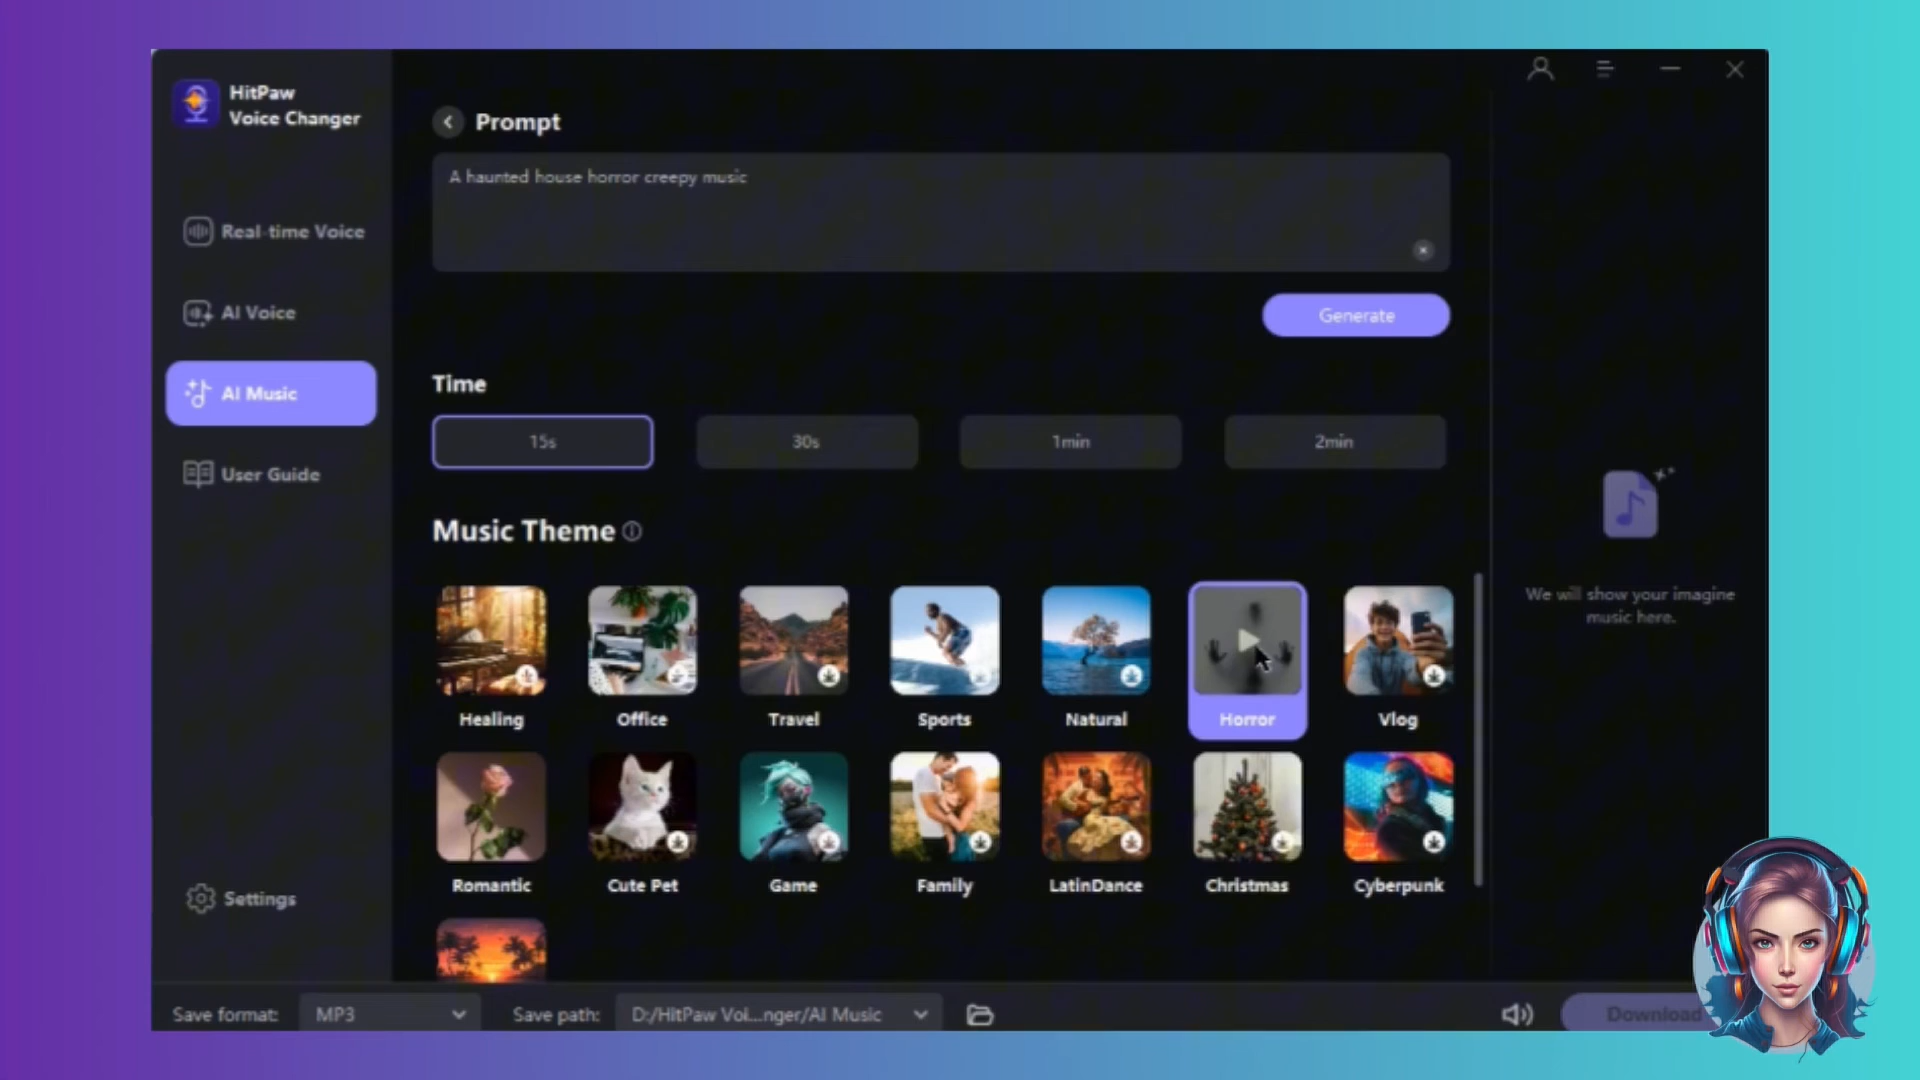 HitPaw
Voice Changer
Real-time Voice
AI Voice
AI Music
User Guide
Settings
Prompt
A haunted house horror creepy music
Generate
Time
15s
30s
1min
2min
Music Theme
Healing
Office
Travel
Sports
Natural
Horror
Vlog
Romantic
Cute Pet
Game
Family
LatinDance
Christmas
Cyberpunk
We will show your imagine
music here.
Save format:
MP3
Save path:
D:/HitPaw Voi...nger/AI Music
Download